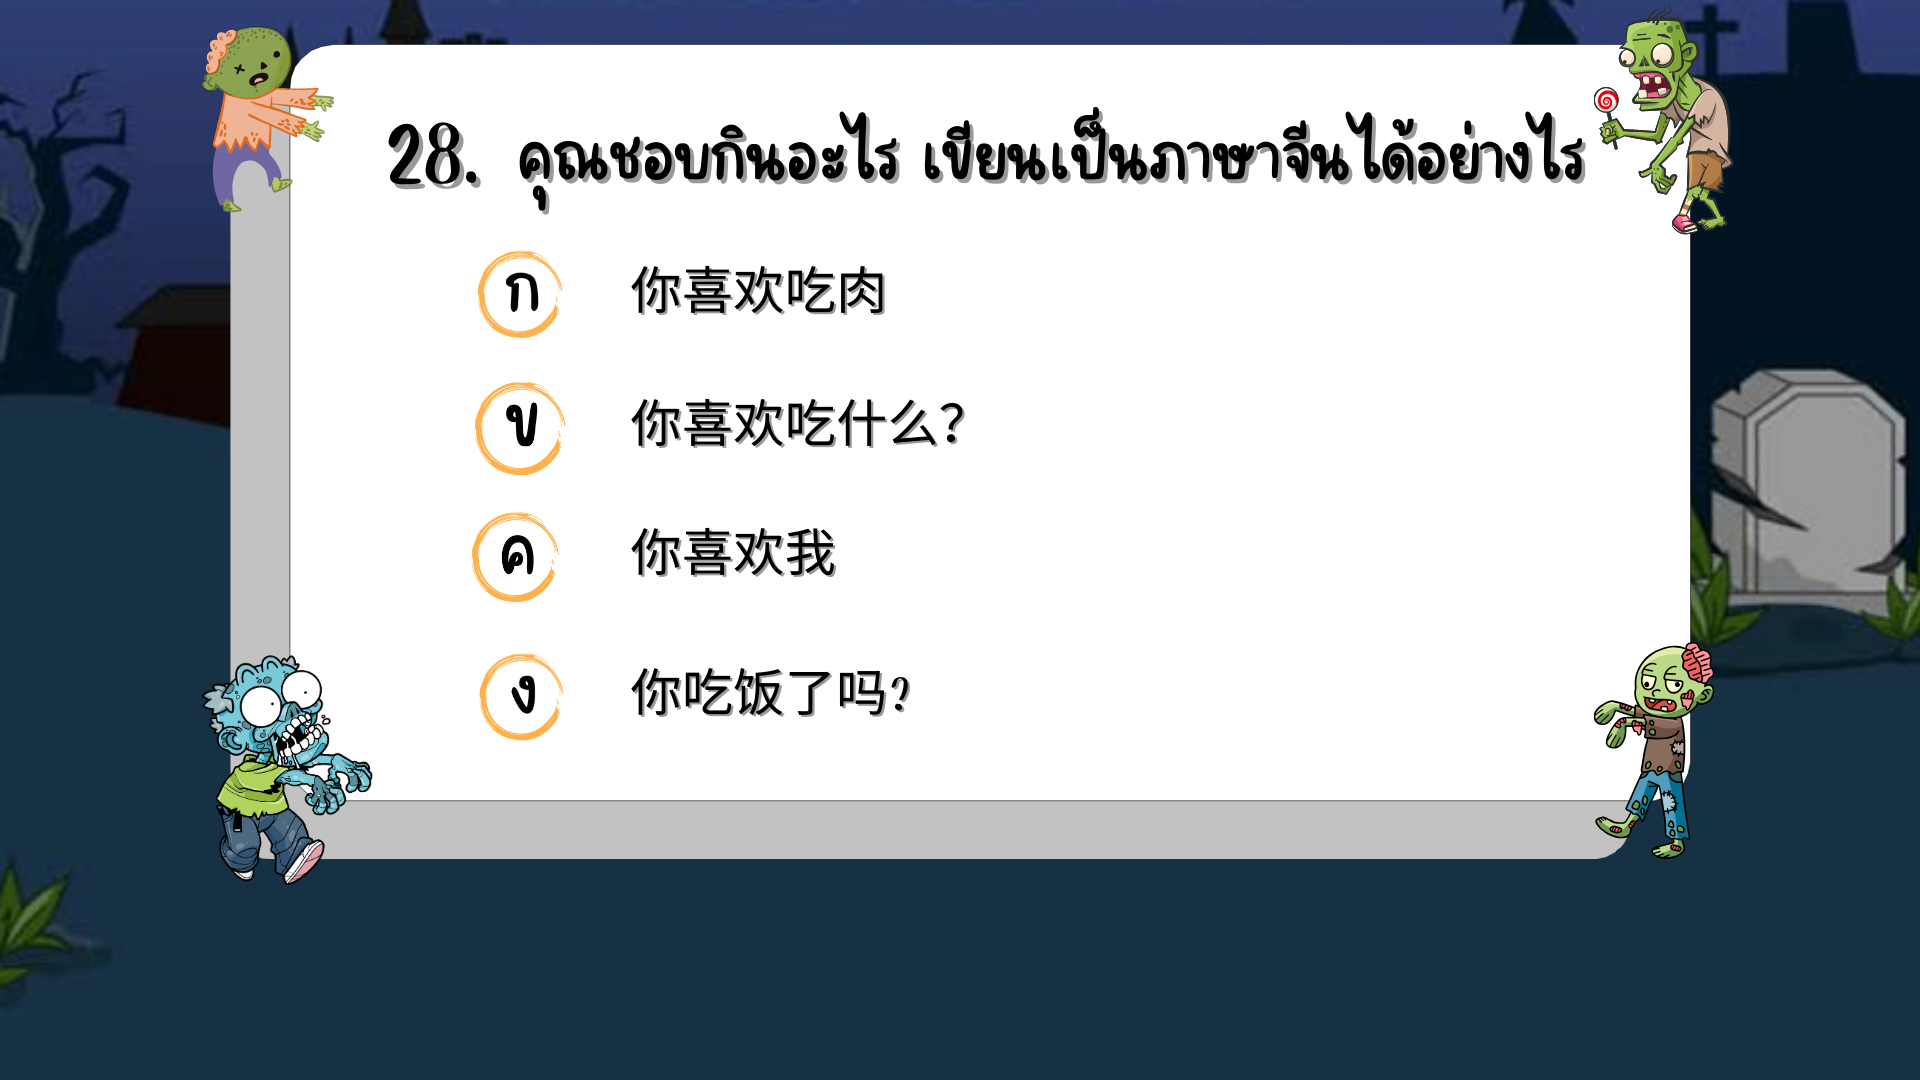 28. คุณชอบกินอะไร เขียนเป็นภาษาจีนได้อย่างไร
ก 你喜欢吃肉
ข 你喜欢吃什么?
ค 你喜欢我
ง 你吃饭了吗?